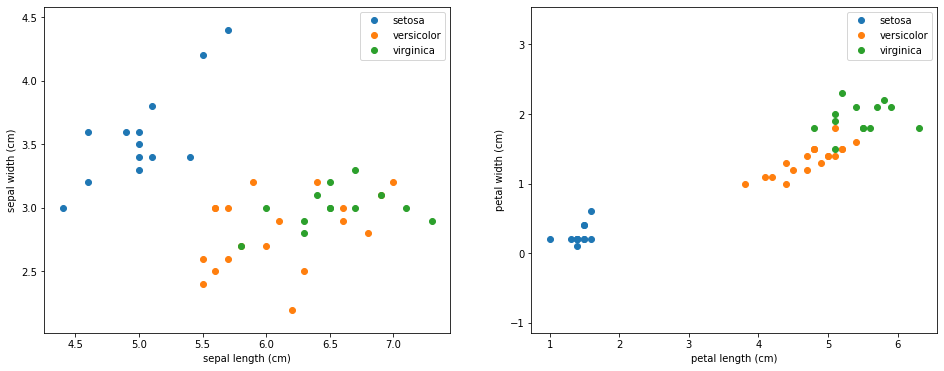 setosa
versicolor
virginica
4.5
4.0
3.5
3.0
2.5
sepal width (cm)
4.5 5.0 5.5 6.0 6.5 7.0
sepal length (cm)
setosa
versicolor
virginica
3
2
1
0
−1
petal width (cm)
1 2 3 4 5 6
petal length (cm)